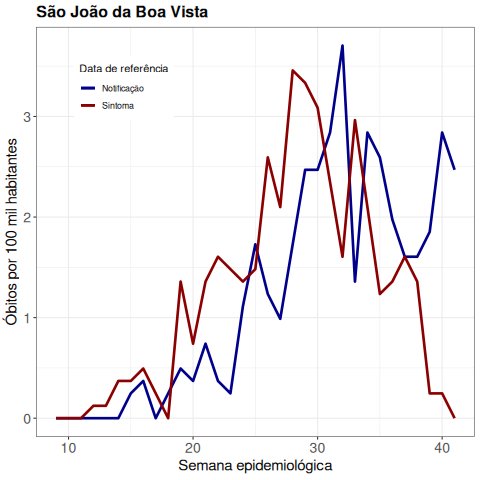 São João da Boa Vista
Data de referência
Notificação
Sintoma
Óbitos por 100 mil habitantes
3
2
1
0
10
20
30
40
Semana epidemiológica